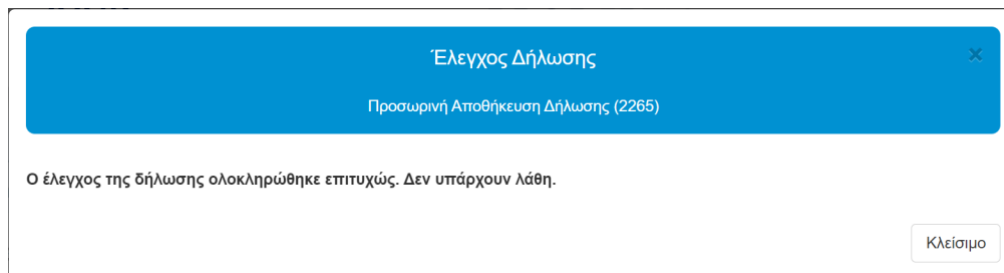 Έλεγχος Δήλωσης
×
Προσωρινή Αποθήκευση Δήλωσης (2265)
Ο έλεγχος της δήλωσης ολοκληρώθηκε επιτυχώς. Δεν υπάρχουν λάθη.
Κλείσιμο